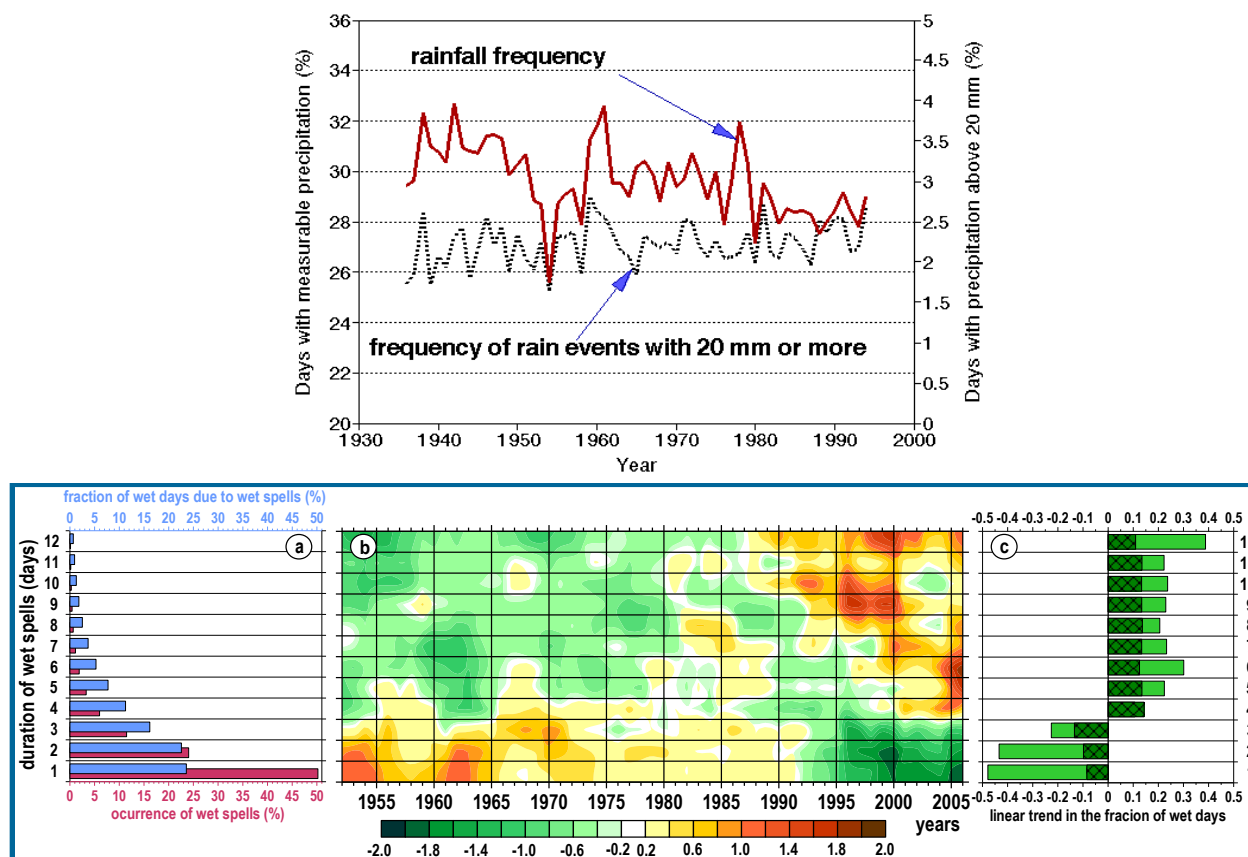 36
34
32
30
28
26
24
22
20
Days with measurable precipitation (%)
rainfall frequency
frequency of rain events with 20 mm or more
5
4.5
4
3.5
3
2.5
2
1.5
1
0.5
0
Days with precipitation above 20 mm (%)
1930 1940 1950 1960 1970 1980 1990 2000
Year
fraction of wet days due to wet spells (%)
0 5 10 15 20 25 30 35 40 45 50
duration of wet spells (days)
12
11
10
9
8
7
6
5
4
3
2
1
a
0 5 10 15 20 25 30 35 40 45 50
ocurrence of wet spells (%)
b
1955 1960 1965 1970 1975 1980 1985 1990 1995 2000 2005
years
-2.0 -1.8 -1.4 -1.0 -0.6 -0.2 0.2 0.6 1.0 1.4 1.8 2.0
-0.5 -0.4 -0.3 -0.2 -0.1 0 0.1 0.2 0.3 0.4 0.5
c
-0.5 -0.4 -0.3 -0.2 -0.1 0 0.1 0.2 0.3 0.4 0.5
linear trend in the fracion of wet days